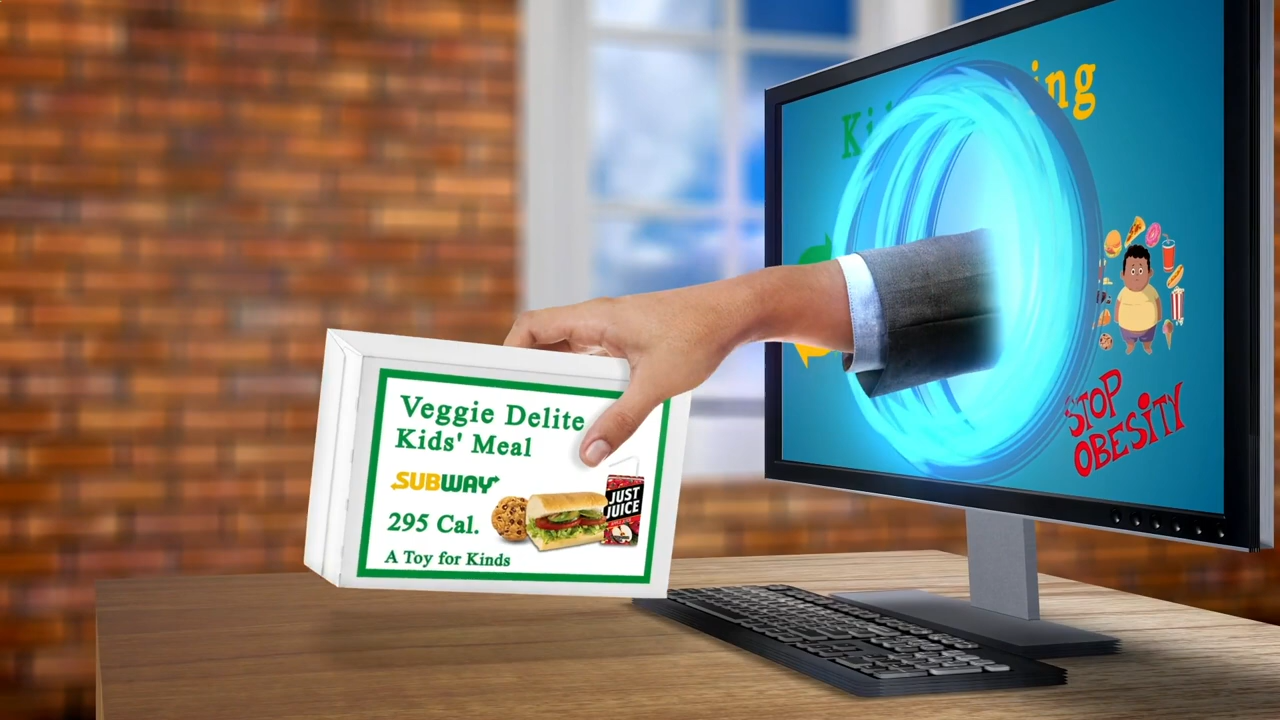 Veggie Delite
Kids' Meal
SUBWAY
295 Cal.
A Toy for Kinds
JUST
JUICE
STOP
OBESITY